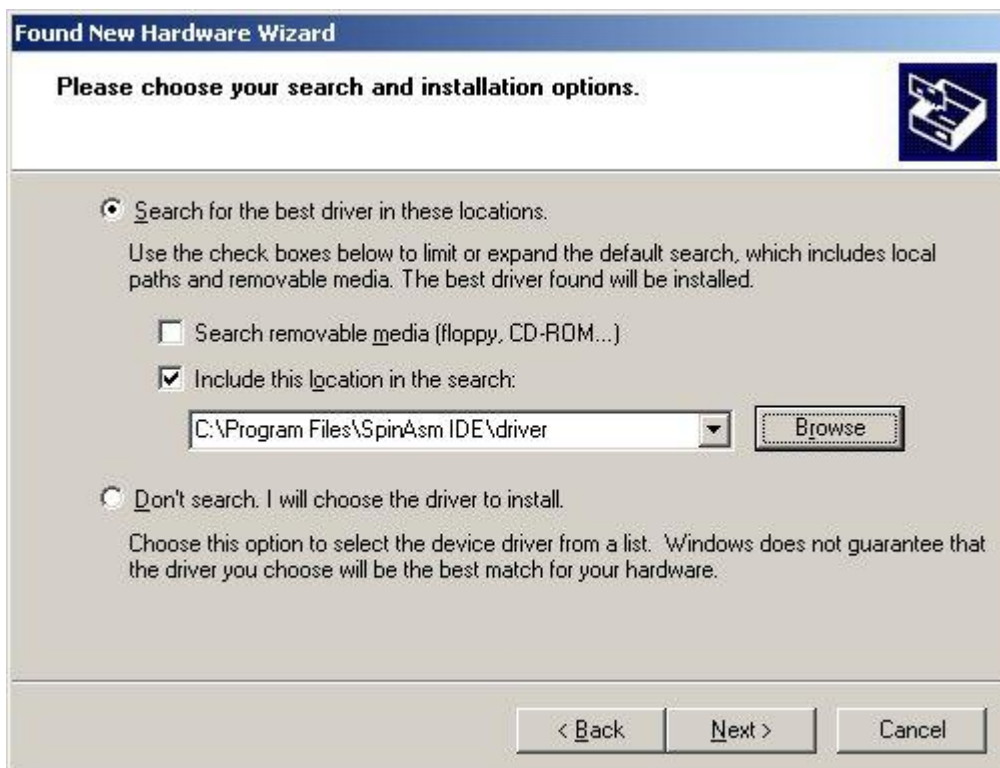 Found New Hardware Wizard
Please choose your search and installation options.
Search for the best driver in these locations.
Use the check boxes below to limit or expand the default search, which includes local
paths and removable media. The best driver found will be installed.
Search removable media (floppy, CD-ROM...)
Include this location in the search:
C:\Program Files\SpinAsm IDE\driver
Browse
Don't search. I will choose the driver to install.
Choose this option to select the device driver from a list.  Windows does not guarantee that
the driver you choose will be the best match for your hardware.
< Back
Next >
Cancel